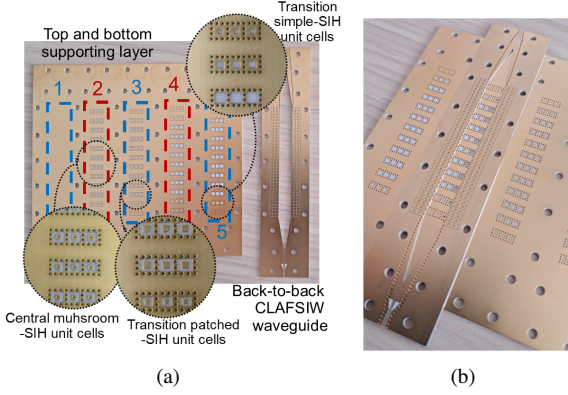 Transition
simple-SIH
unit cells
Top and bottom
supporting layer
1
2
3
4
5
Central muhsroom
-SIH unit cells
Transition patched
-SIH unit cells
Back-to-back
CLAFSIW
waveguide
(a)
(b)